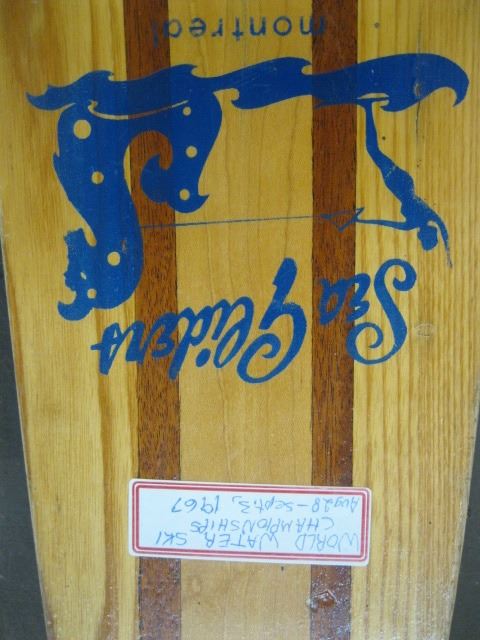 WORLD WATER SKI
CHAMPIONSHIPS
Aug 28 - Sept. 3, 1967
Sea Gliders
montreal